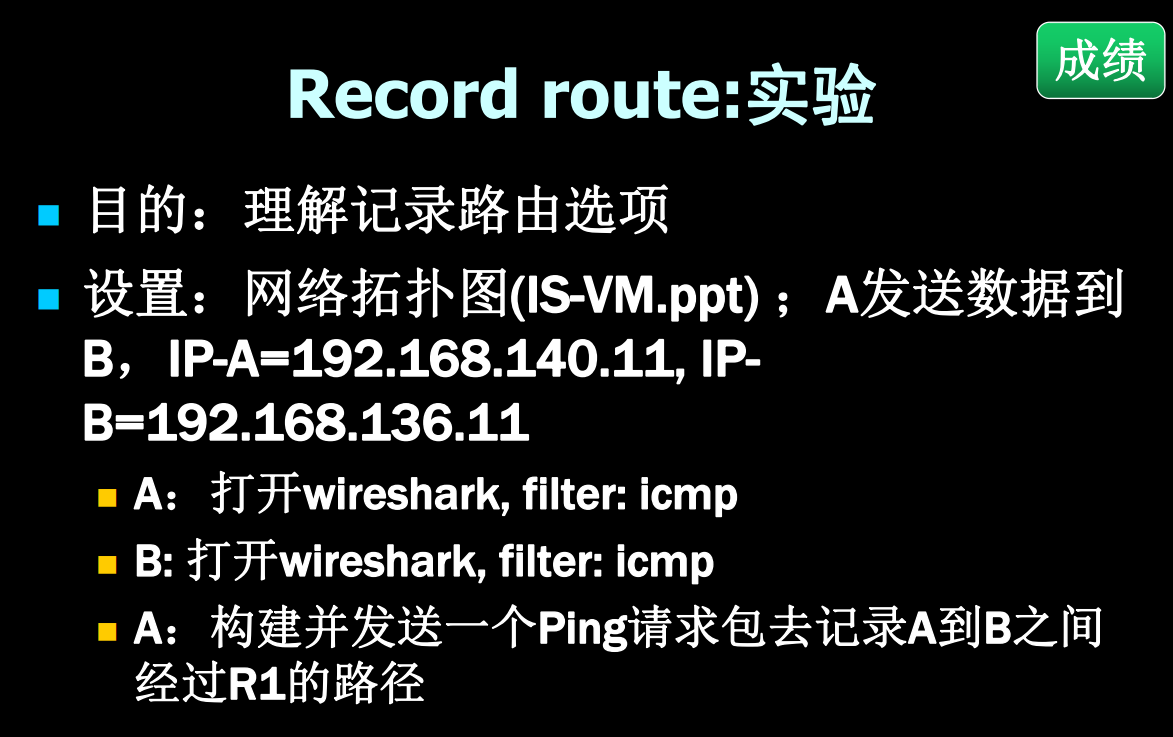 成绩
Record route:实验
目的：理解记录路由选项
设置：网络拓扑图(IS-VM.ppt)；A发送数据到
B，IP-A=192.168.140.11, IP-
B=192.168.136.11
A：打开wireshark, filter: icmp
B: 打开wireshark, filter: icmp
A：构建并发送一个Ping请求包去记录A到B之间
经过R1的路径